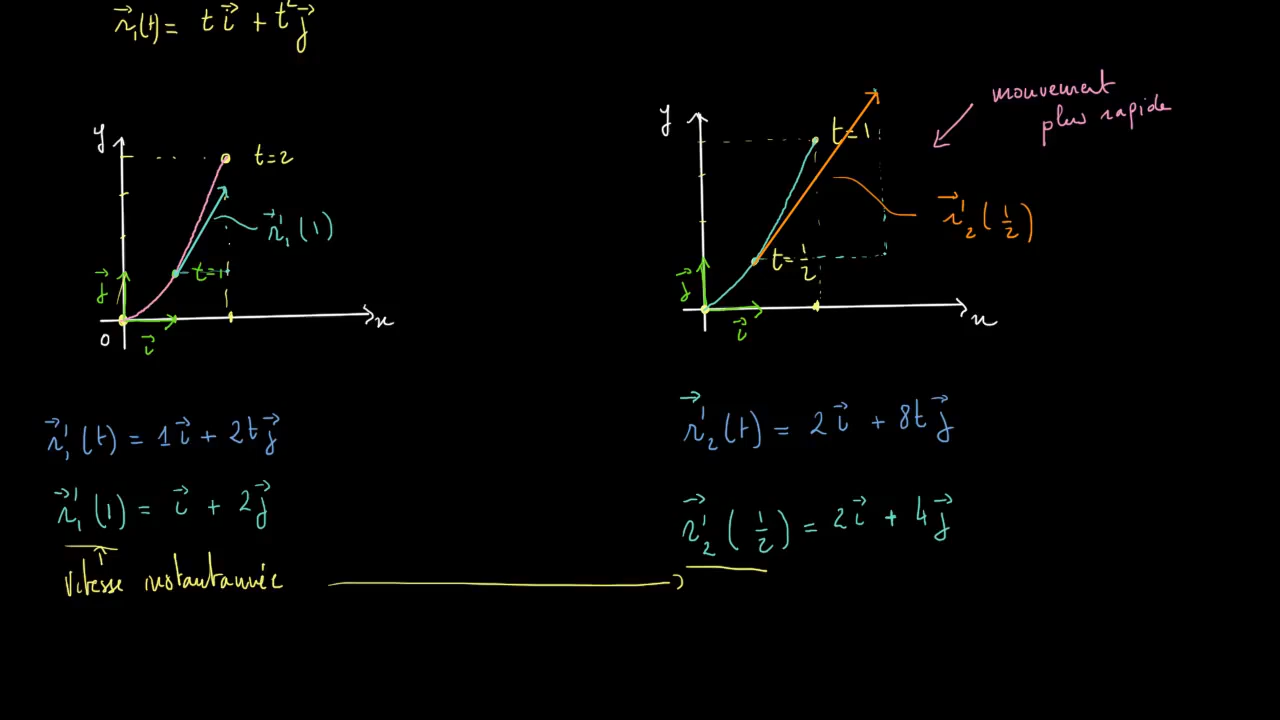 r⃗₁(t) = t i⃗ + t² j⃗
y
t=2
r⃗₁'(1)
t=1
j⃗
0
i⃗
x
y
t=1
mouvement
plus rapide
r⃗₂'(1/2)
t=1/2
j⃗
i⃗
x
r⃗₁'(t) = 1 i⃗ + 2t j⃗
r⃗₂'(t) = 2 i⃗ + 8t j⃗
r⃗₁'(1) = i⃗ + 2 j⃗
r⃗₂'(1/2) = 2 i⃗ + 4 j⃗
vitesse instantannée